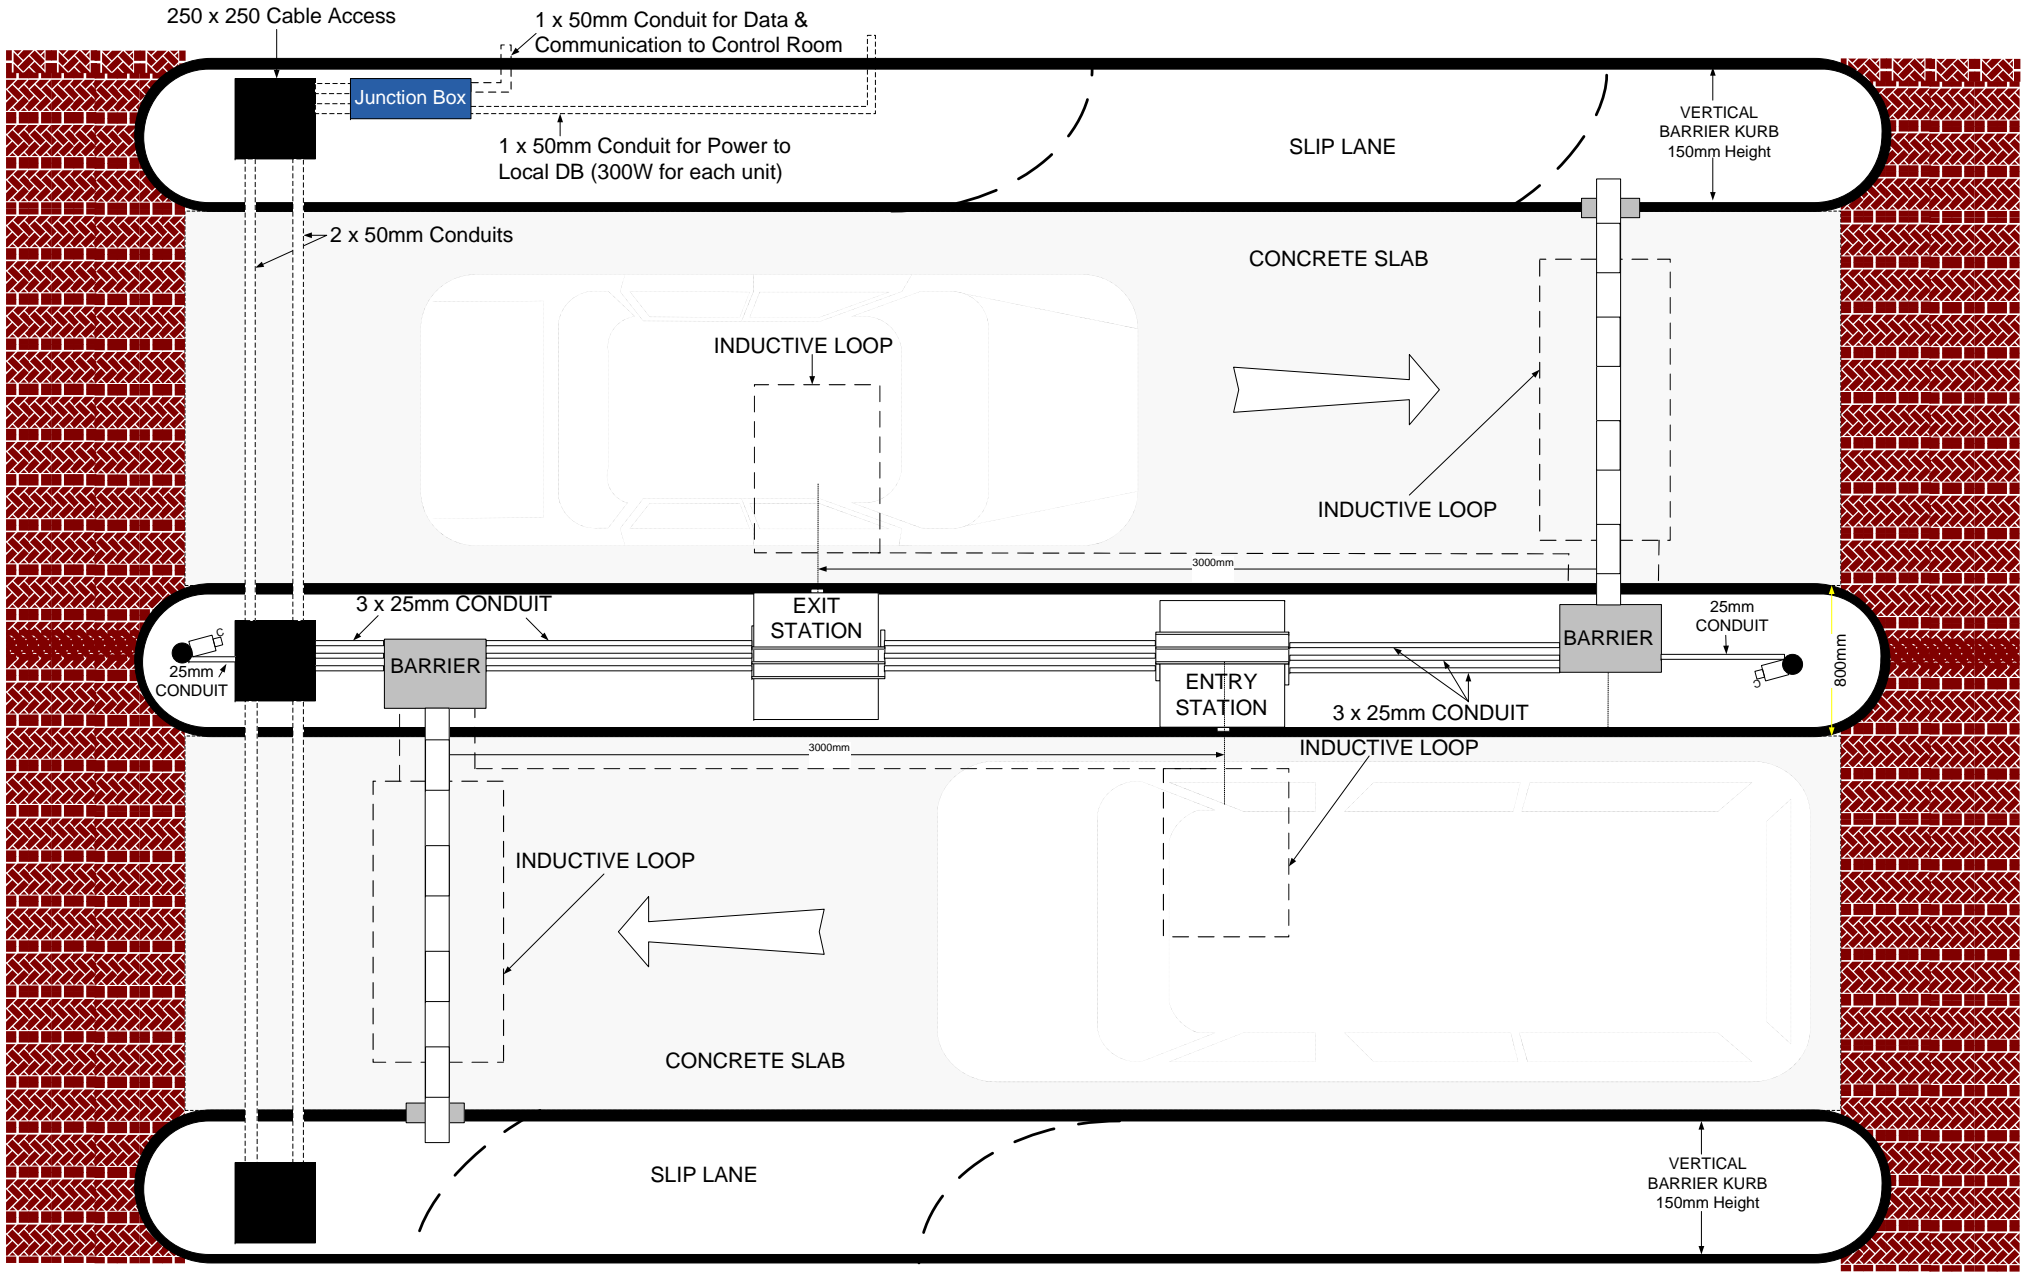 250 x 250 Cable Access
1 x 50mm Conduit for Data &
Communication to Control Room
Junction Box
1 x 50mm Conduit for Power to
Local DB (300W for each unit)
SLIP LANE
VERTICAL
BARRIER KURB
150mm Height
2 x 50mm Conduits
CONCRETE SLAB
INDUCTIVE LOOP
INDUCTIVE LOOP
3000mm
3 x 25mm CONDUIT
EXIT
STATION
25mm
CONDUIT
BARRIER
BARRIER
25mm
CONDUIT
800mm
ENTRY
STATION
3 x 25mm CONDUIT
3000mm
INDUCTIVE LOOP
INDUCTIVE LOOP
CONCRETE SLAB
SLIP LANE
VERTICAL
BARRIER KURB
150mm Height